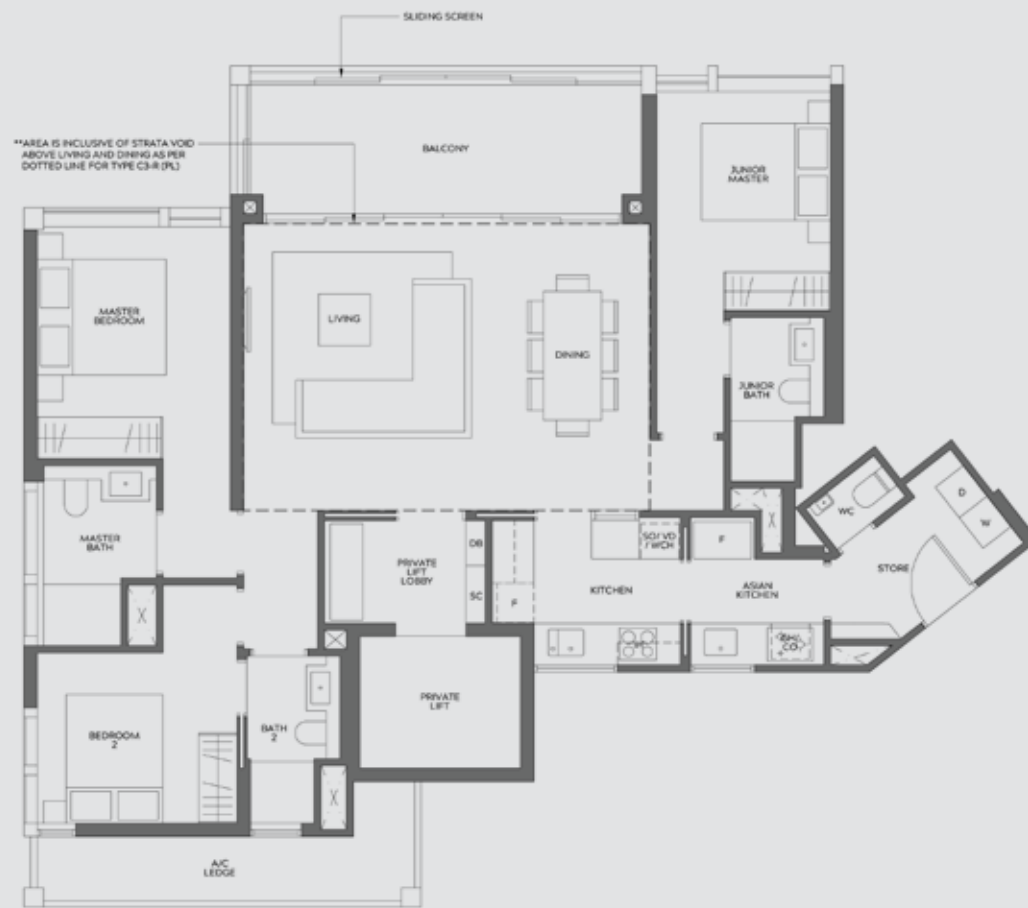 SLIDING SCREEN
**AREA IS INCLUSIVE OF STRATA VOID
ABOVE LIVING AND DINING AS PER
DOTTED LINE FOR TYPE C3-R (PL)
BALCONY
JUNIOR
MASTER
MASTER
BEDROOM
LIVING
DINING
JUNIOR
BATH
MASTER
BATH
WC
D
W
STORE
PRIVATE
LIFT
LOBBY
DB
SC
F
KITCHEN
SO/ VD
/ WCH
F
ASIAN
KITCHEN
CO
PRIVATE
LIFT
BEDROOM
2
BATH
2
A/C
LEDGE